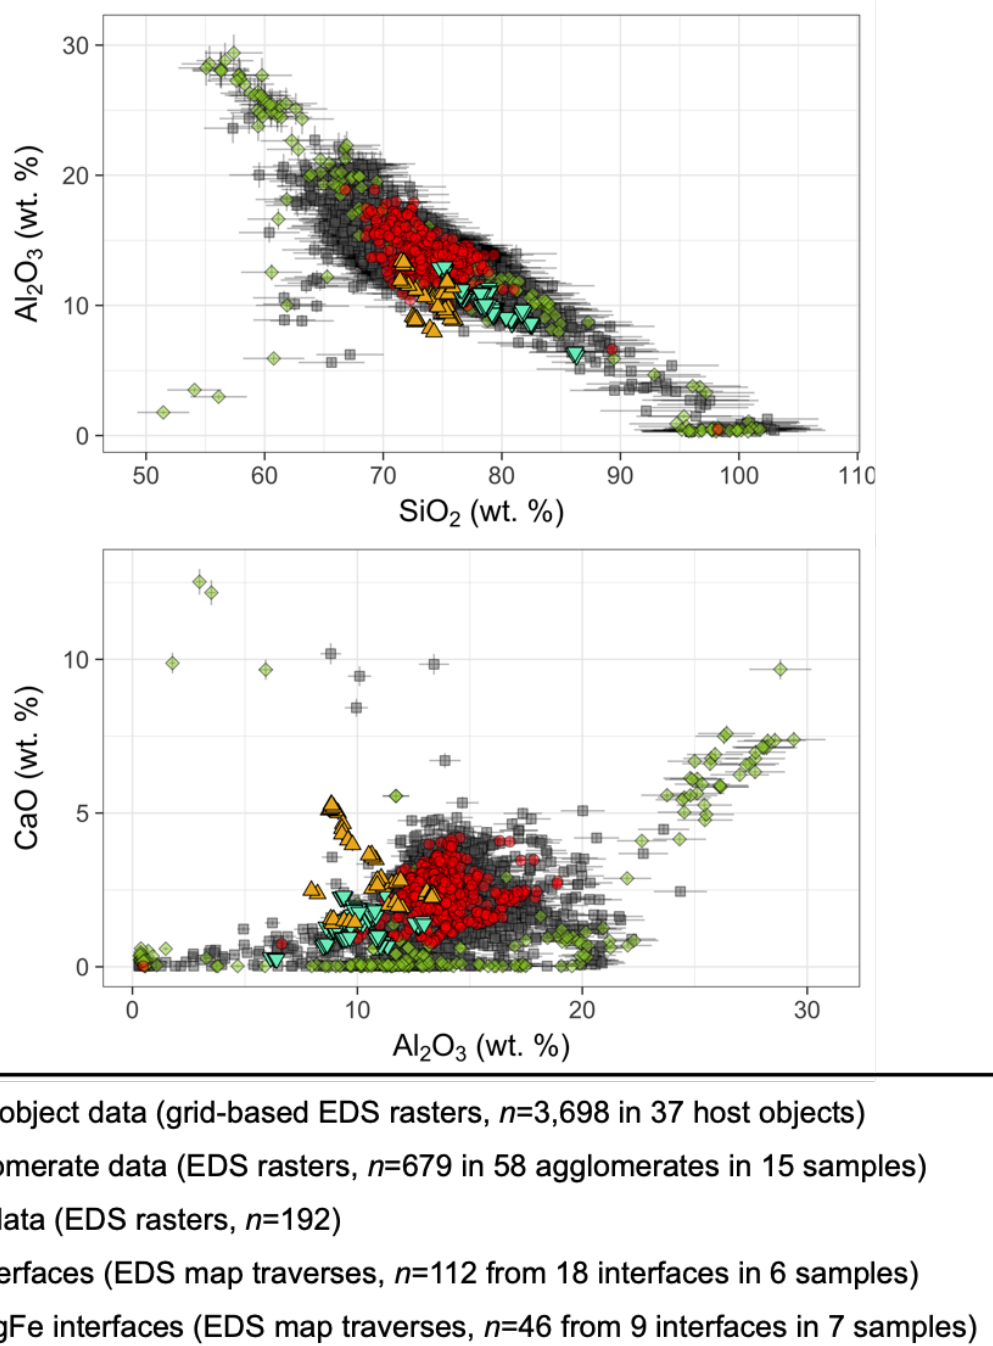 30
20
10
0
Al₂O₃ (wt. %)
50 60 70 80 90 100 110
SiO₂ (wt. %)
10
5
0
CaO (wt. %)
0 10 20 30
Al₂O₃ (wt. %)
object data (grid-based EDS rasters, n=3,698 in 37 host objects)
omerate data (EDS rasters, n=679 in 58 agglomerates in 15 samples)
data (EDS rasters, n=192)
erfaces (EDS map traverses, n=112 from 18 interfaces in 6 samples)
gFe interfaces (EDS map traverses, n=46 from 9 interfaces in 7 samples)